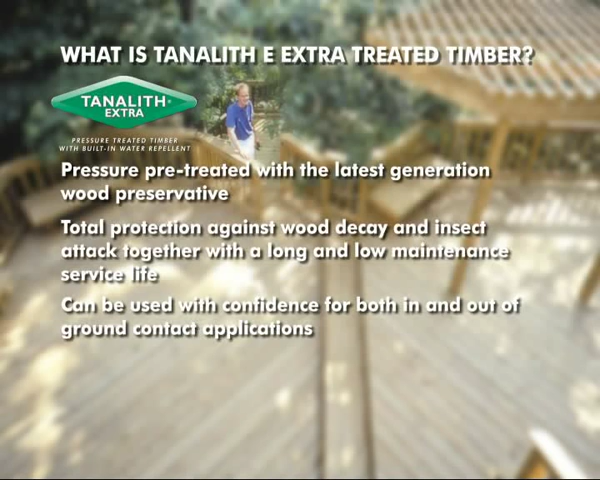 WHAT IS TANALITH E EXTRA TREATED TIMBER?
TANALITH®
EXTRA
PRESSURE TREATED TIMBER
WITH BUILT-IN WATER REPELLENT
Pressure pre-treated with the latest generation
wood preservative
Total protection against wood decay and insect
attack together with a long and low maintenance
service life
Can be used with confidence for both in and out of
ground contact applications